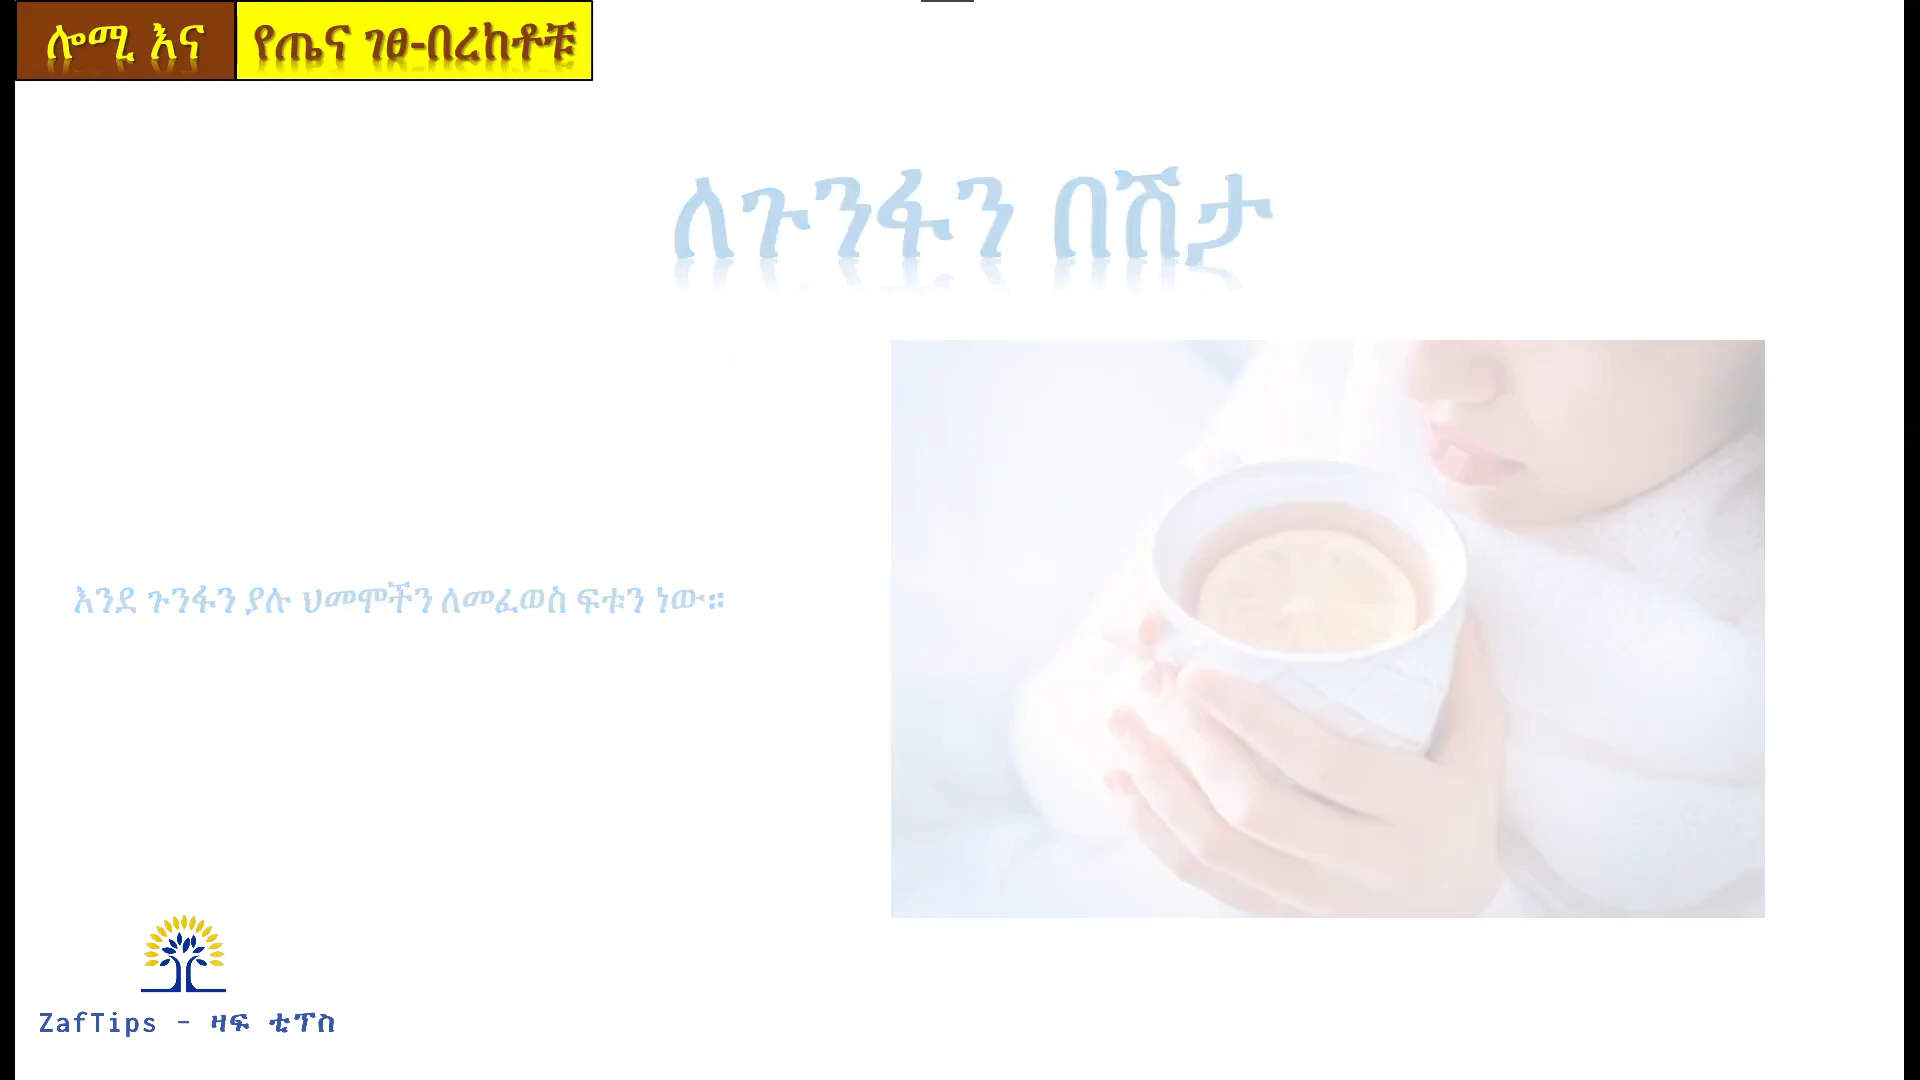 ሎሚ እና የጤና ገፀ-በረከቶቹ
ለጉንፋን በሽታ
እንደ ጉንፋን ያሉ ህመሞችን ለመፈወስ ፍቱን ነው።
ZafTips - ዛፍ ቲፕስ